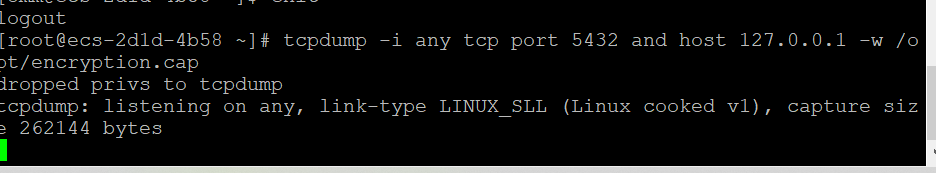 logout
[root@ecs-2d1d-4b58 ~]# tcpdump -i any tcp port 5432 and host 127.0.0.1 -w /o
pt/encryption.cap
dropped privs to tcpdump
tcpdump: listening on any, link-type LINUX_SLL (Linux cooked v1), capture siz
e 262144 bytes